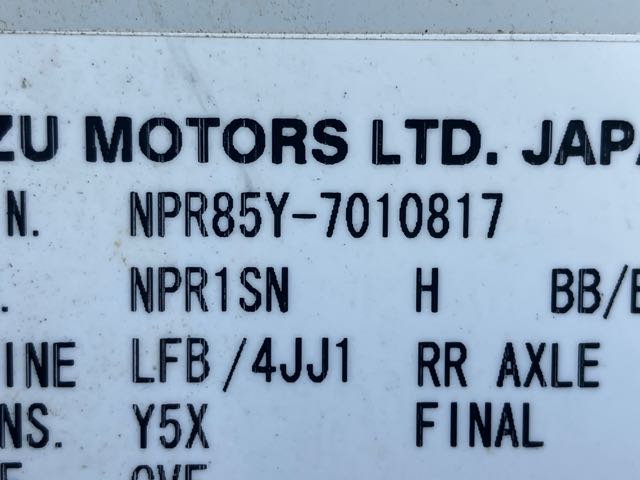 ZU MOTORS LTD. JAPA
N. NPR85Y-7010817
. NPR1SN H BB/
INE LFB/4JJ1 RR AXLE
NS. Y5X FINAL